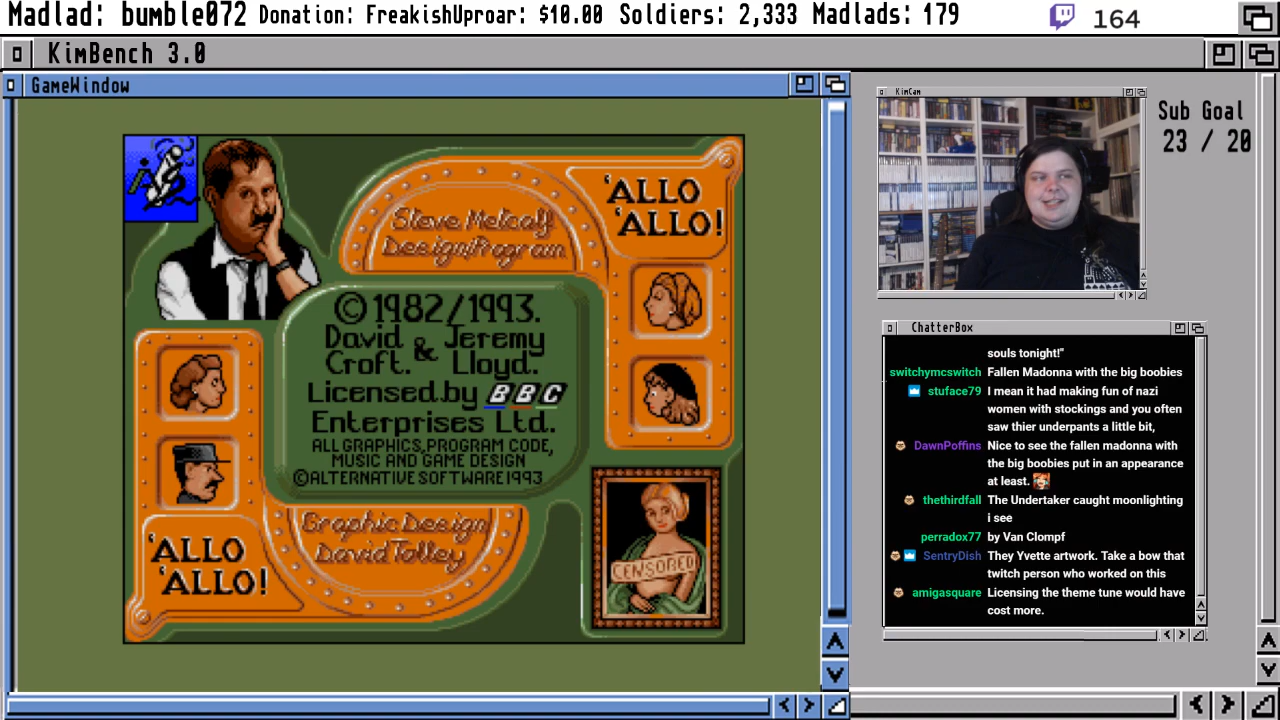 Madlad: bumble072 Donation: FreakishUproar: $10.00 Soldiers: 2,333 Madlads: 179 164
KimBench 3.0
GameWindow
KimCam
Sub Goal
23 / 20
'ALLO
'ALLO!
Steve Metcalf
Design/Program
©1982/1993.
David & Jeremy
Croft. Lloyd.
Licensed by BBC
Enterprises Ltd.
ALL GRAPHICS, PROGRAM CODE,
MUSIC AND GAME DESIGN
©ALTERNATIVE SOFTWARE 1993
Graphic Design
David Talley
'ALLO
'ALLO!
CENSORED
ChatterBox
souls tonight!"
switchymcswitch Fallen Madonna with the big boobies
stuface79 I mean it had making fun of nazi
women with stockings and you often
saw thier underpants a little bit,
DawnPoffins Nice to see the fallen madonna with
the big boobies put in an appearance
at least.
thethirdfall The Undertaker caught moonlighting
i see
perradox77 by Van Clompf
SentryDish They Yvette artwork. Take a bow that
twitch person who worked on this
amigasquare Licensing the theme tune would have
cost more.